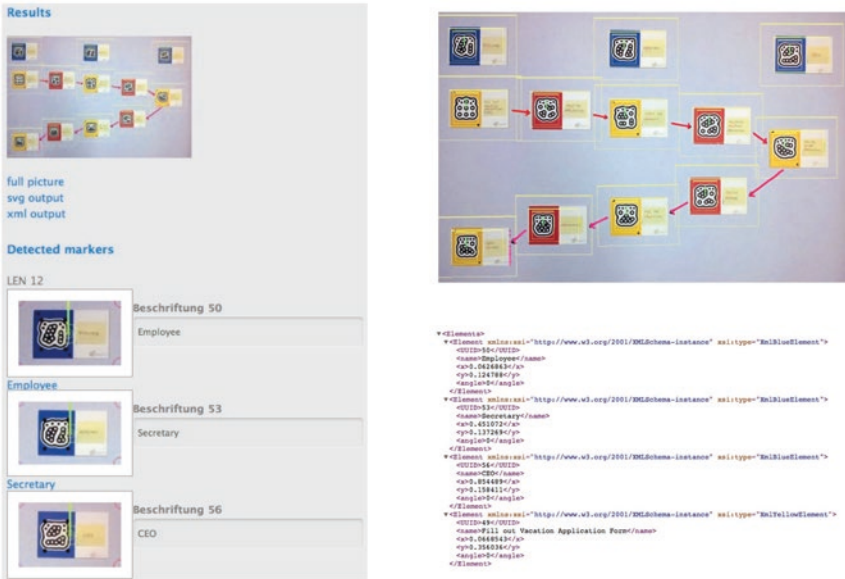 Results
full picture
svg output
xml output
Detected markers
LEN 12
Beschriftung 50
Employee
Employee
Beschriftung 53
Secretary
Secretary
Beschriftung 56
CEO
▼<Elements>
▼<Element xmlns:xsi="http://www.w3.org/2001/XMLSchema-instance" xsi:type="XmlBlueElement">
<UUID>50</UUID>
<name>Employee</name>
<x>0.0626863</x>
<y>0.124788</y>
<angle>0</angle>
</Element>
▼<Element xmlns:xsi="http://www.w3.org/2001/XMLSchema-instance" xsi:type="XmlBlueElement">
<UUID>53</UUID>
<name>Secretary</name>
<x>0.451072</x>
<y>0.137269</y>
<angle>0</angle>
</Element>
▼<Element xmlns:xsi="http://www.w3.org/2001/XMLSchema-instance" xsi:type="XmlBlueElement">
<UUID>56</UUID>
<name>CEO</name>
<x>0.854489</x>
<y>0.158411</y>
<angle>0</angle>
</Element>
▼<Element xmlns:xsi="http://www.w3.org/2001/XMLSchema-instance" xsi:type="XmlYellowElement">
<UUID>49</UUID>
<name>Fill out Vacation Application Form</name>
<x>0.0668543</x>
<y>0.356036</y>
<angle>0</angle>
</Element>